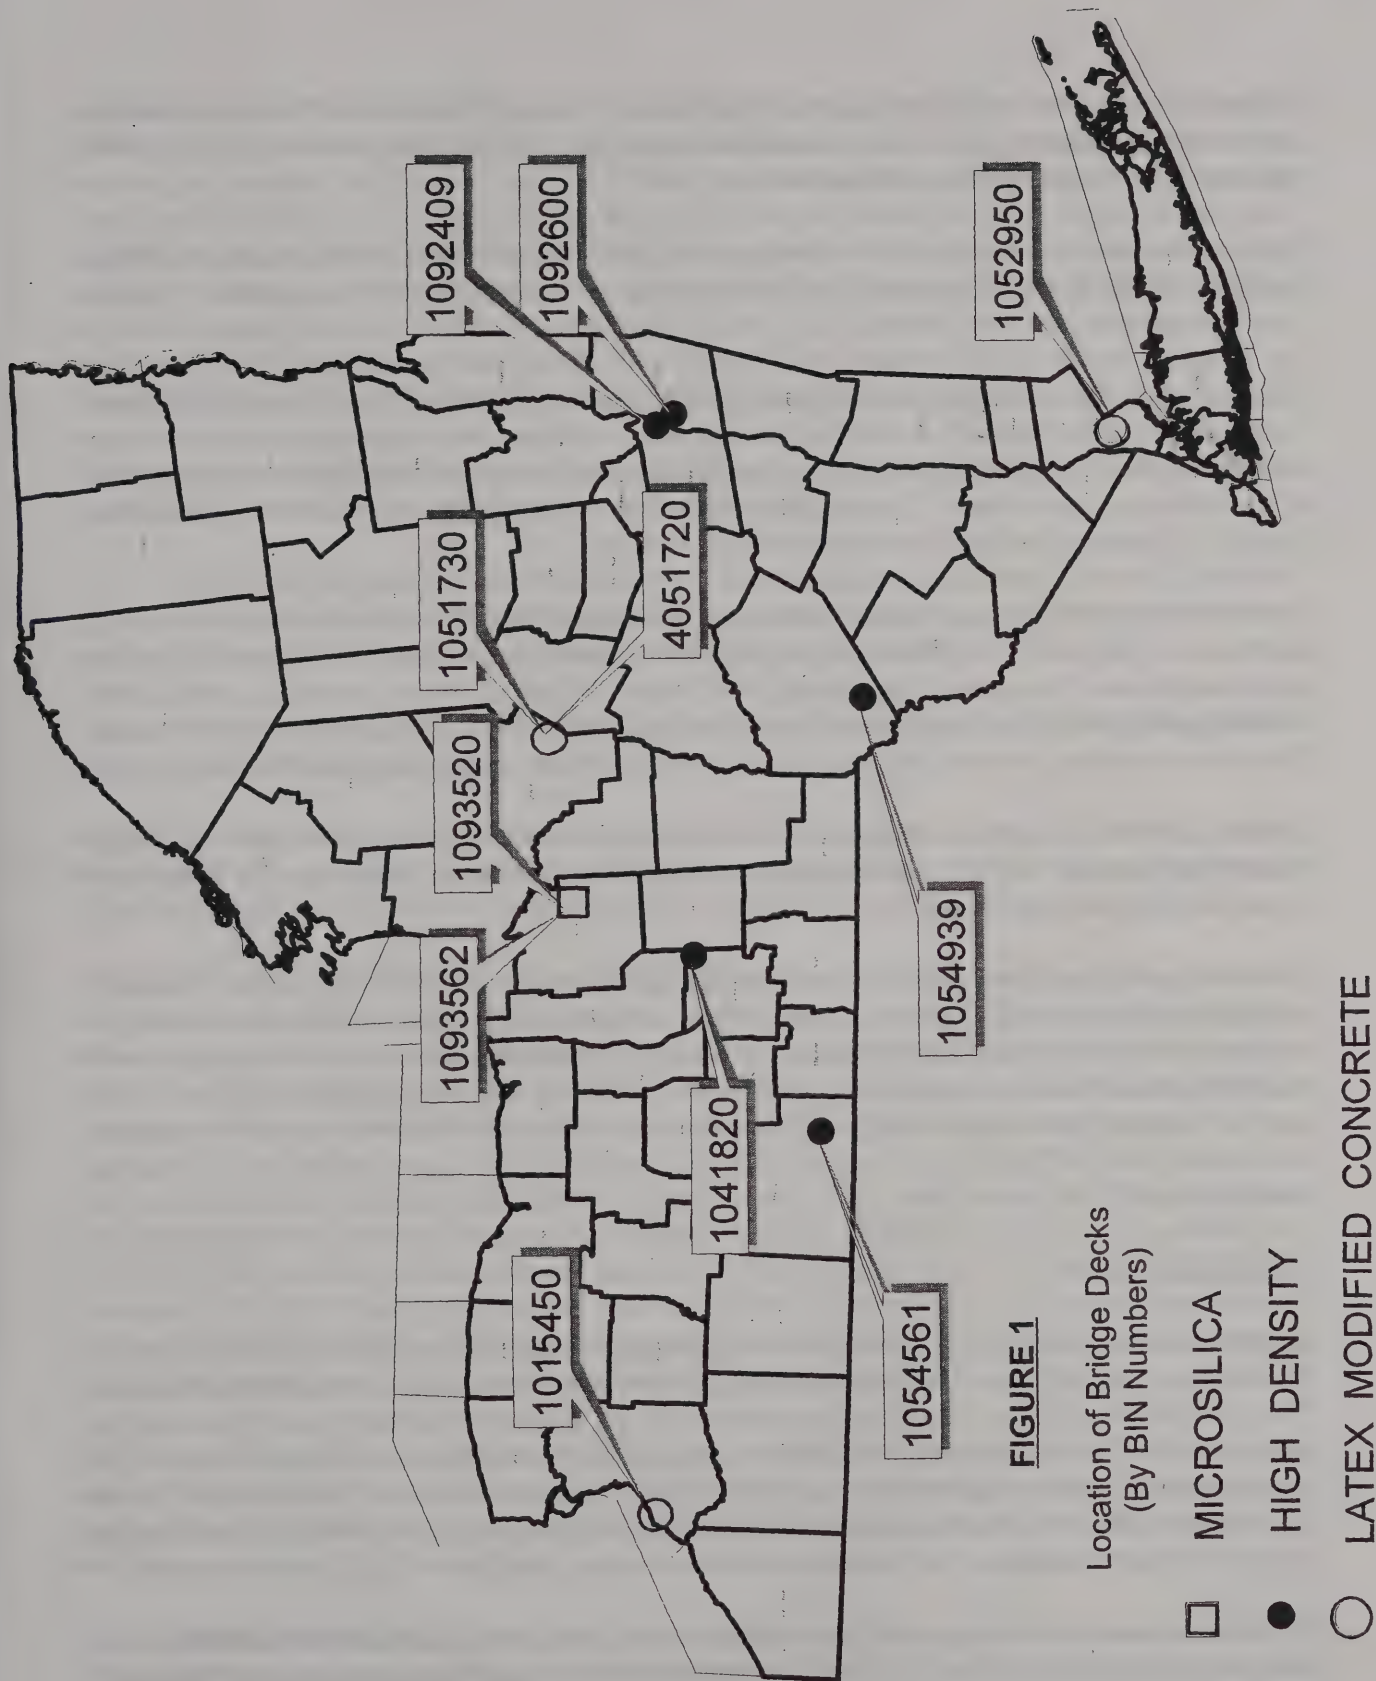 1092409
1092600
1051730
4051720
1052950
1093520
1093562
1054939
1041820
1015450
1054561
FIGURE 1
Location of Bridge Decks
(By BIN Numbers)
MICROSILICA
HIGH DENSITY
LATEX MODIFIED CONCRETE